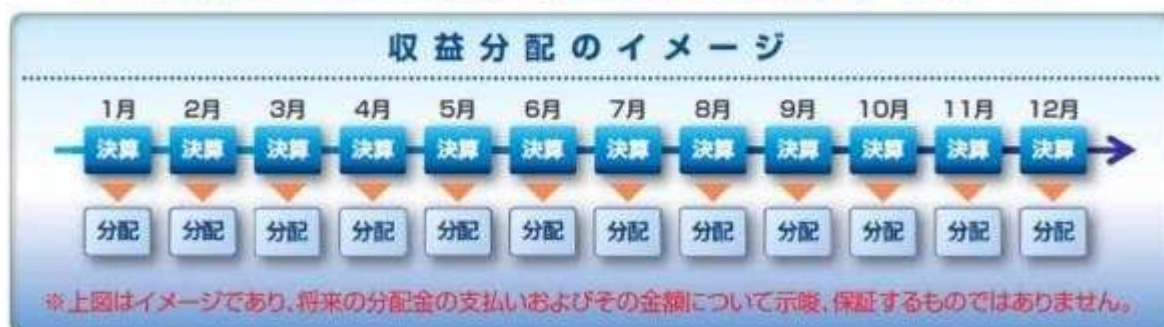 収益分配のイメージ
1月 2月 3月 4月 5月 6月 7月 8月 9月 10月 11月 12月
決算 決算 決算 決算 決算 決算 決算 決算 決算 決算 決算 決算
分配 分配 分配 分配 分配 分配 分配 分配 分配 分配 分配 分配
※上図はイメージであり、将来の分配金の支払いおよびその金額について示唆、保証するものではありません。